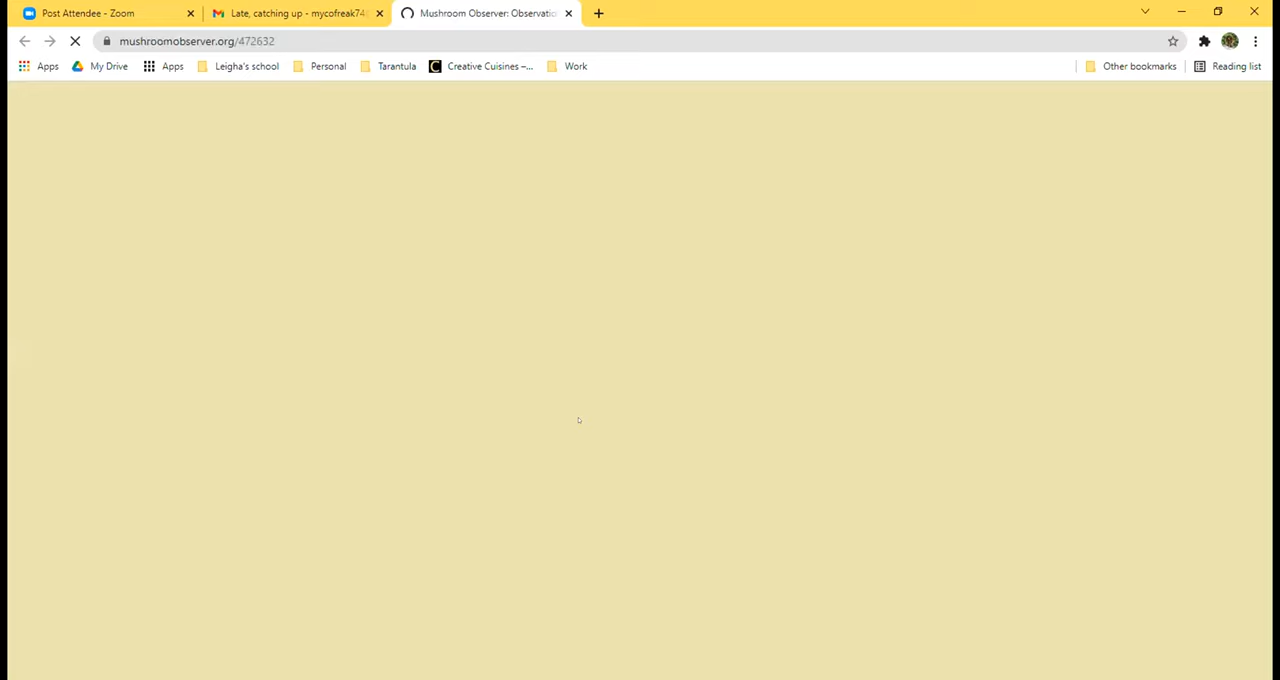 Post Attendee - Zoom
Late, catching up - mycofreak74
Mushroom Observer: Observatio
mushroomobserver.org/472632
Apps
My Drive
Apps
Leigha's school
Personal
Tarantula
Creative Cuisines –...
Work
Other bookmarks
Reading list